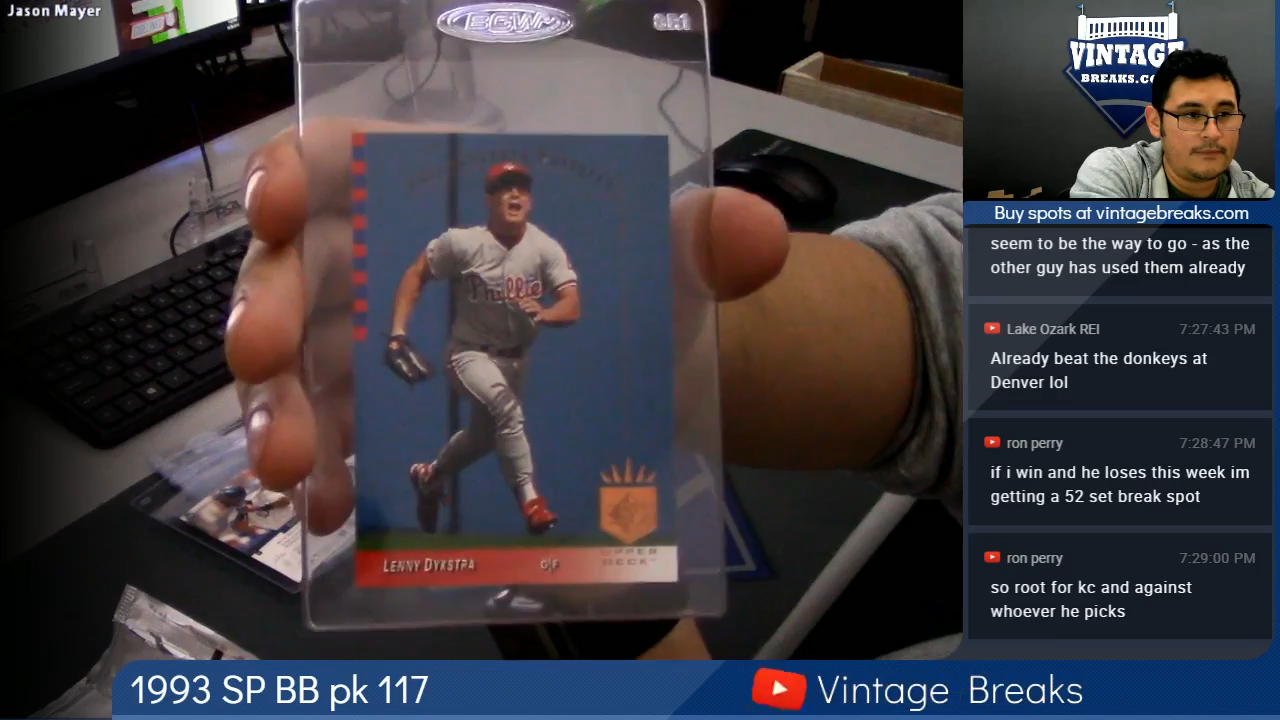 Jason Mayer
BCW
VINTAGE
BREAKS.CO
Phillie
LENNY DYKSTRA
OF
UPPER
DECK
Buy spots at vintagebreaks.com
seem to be the way to go - as the
other guy has used them already
Lake Ozark REI
7:27:43 PM
Already beat the donkeys at
Denver lol
ron perry
7:28:47 PM
if i win and he loses this week im
getting a 52 set break spot
ron perry
7:29:00 PM
so root for kc and against
whoever he picks
1993 SP BB pk 117
Vintage Breaks